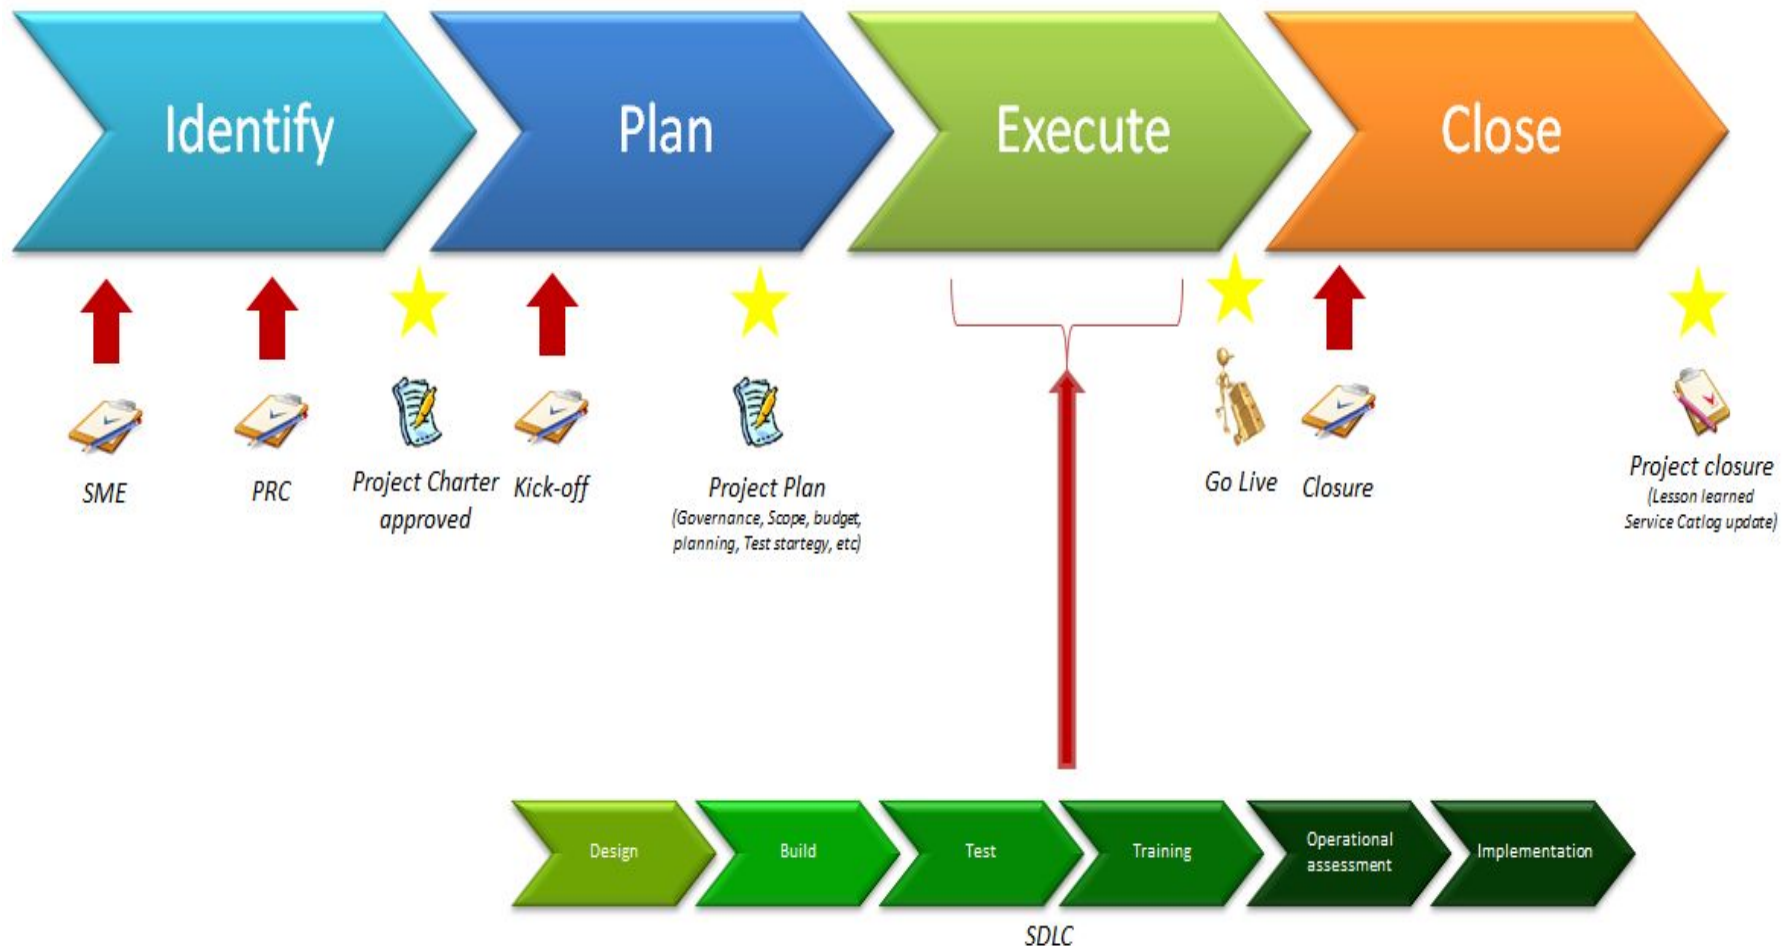 Identify
Plan
Execute
Close
SME
PRC
Project Charter
approved
Kick-off
Project Plan
(Governance, Scope, budget,
planning, Test startegy, etc)
Go Live
Closure
Project closure
(Lesson learned
Service Catlog update)
Design
Build
Test
Training
Operational
assessment
Implementation
SDLC